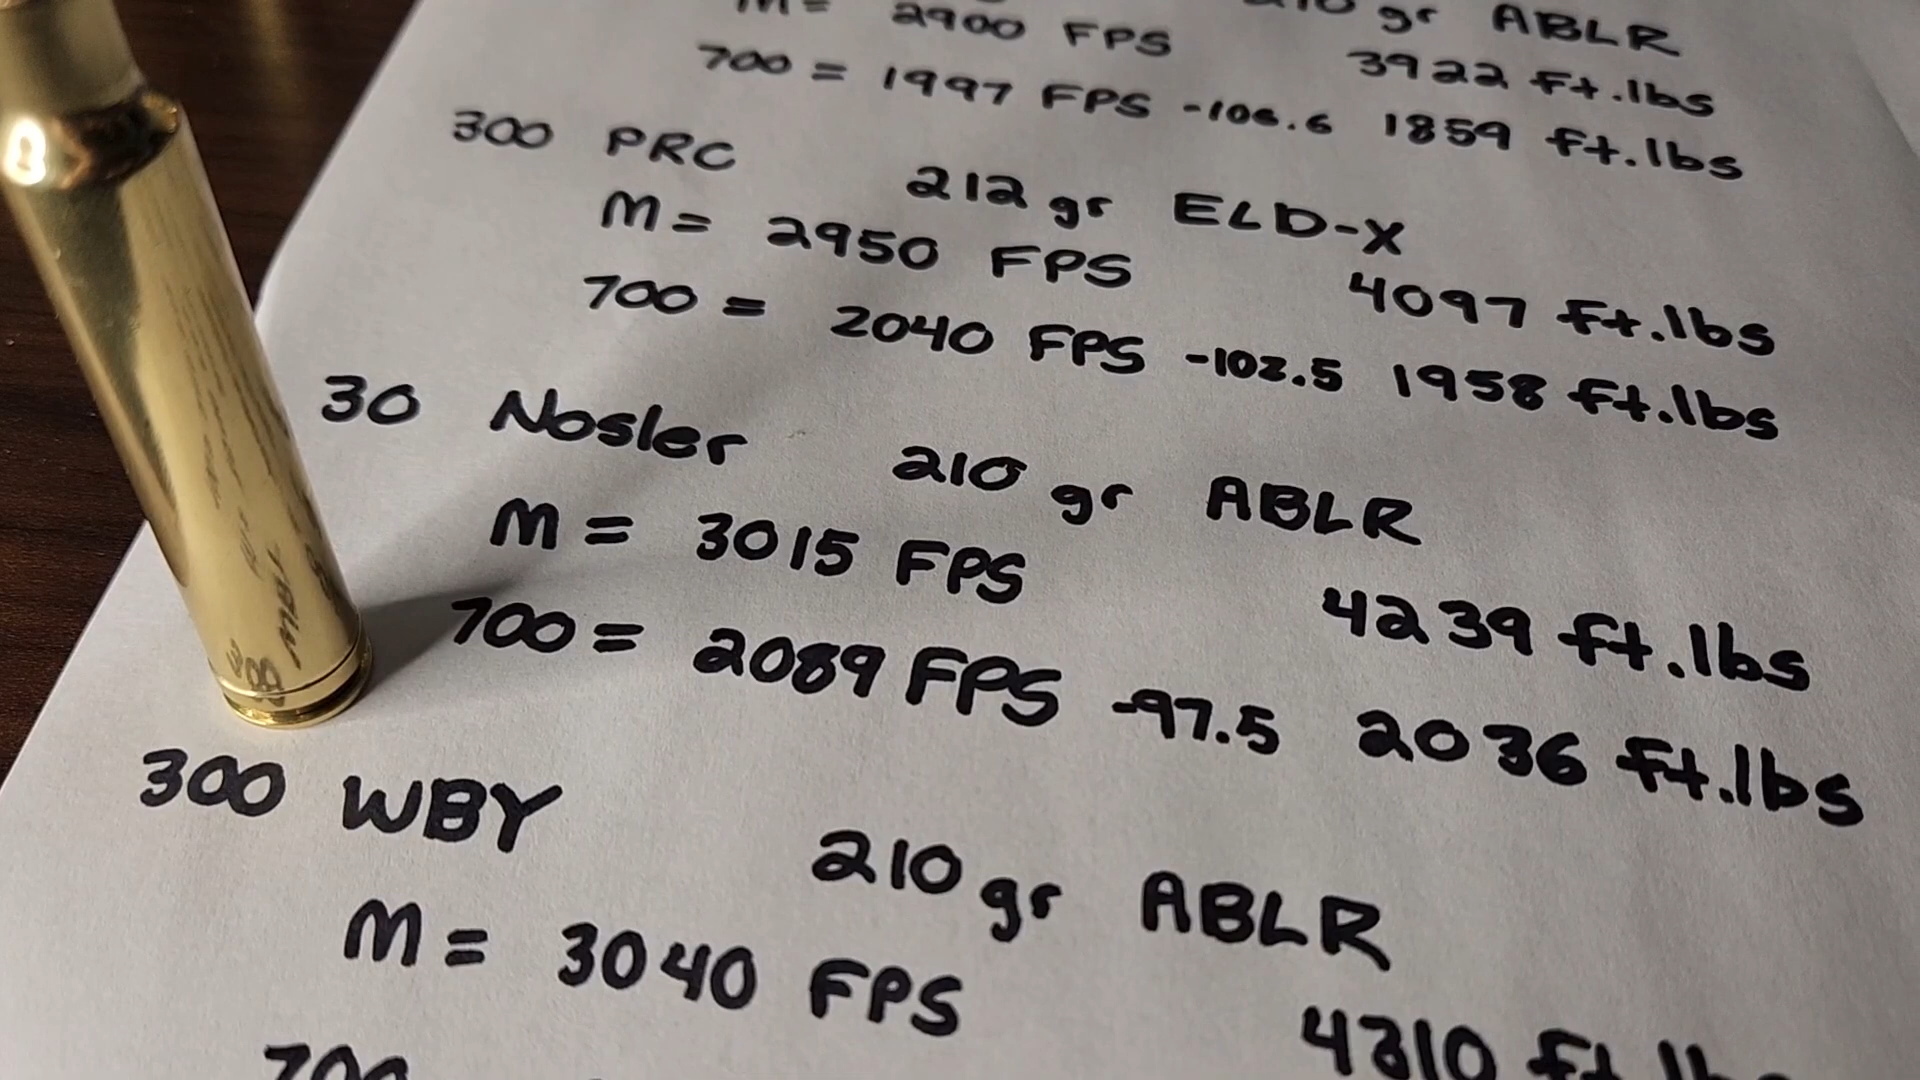 M= 2900 FPS 3922 ft.lbs
210 gr ABLR
700 = 1997 FPS -106.6 1859 ft.lbs
300 PRC 212 gr ELD-X
M= 2950 FPS 4097 ft.lbs
700 = 2040 FPS -102.5 1958 ft.lbs
30 Nosler 210 gr ABLR
M = 3015 FPS 4239 ft.lbs
700 = 2089 FPS -97.5 2036 ft.lbs
300 WBY 210 gr ABLR
M = 3040 FPS 4310 ft.lbs
700